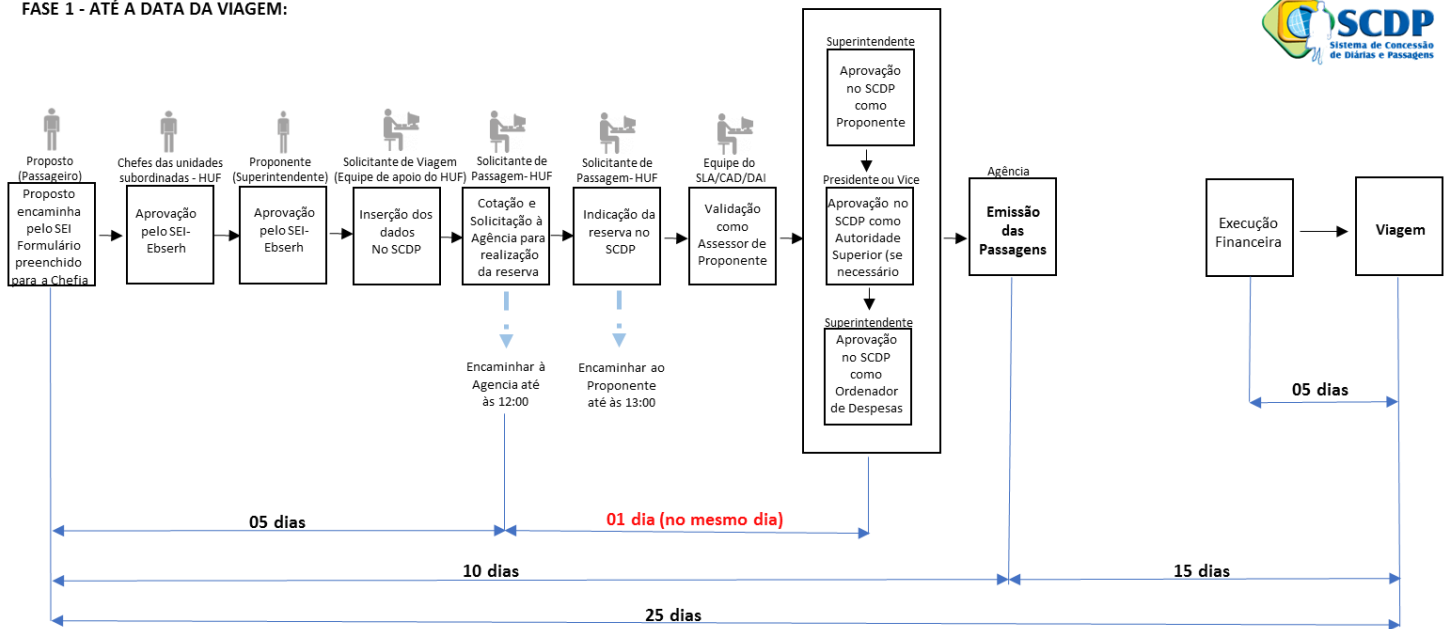 FASE 1 - ATÉ A DATA DA VIAGEM:
SCDP
Sistema de Concessão
de Diárias e Passagens
Proposto
(Passageiro)
Proposto
encaminha
pelo SEI
Formulário
preenchido
para a Chefia
Chefes das unidades
subordinadas - HUF
Aprovação
pelo SEI-
Ebserh
Proponente
(Superintendente)
Aprovação
pelo SEI-
Ebserh
Solicitante de Viagem
(Equipe de apoio do HUF)
Inserção dos
dados
No SCDP
Solicitante de
Passagem- HUF
Cotação e
Solicitação à
Agência para
realização
da reserva
Encaminhar à
Agencia até
às 12:00
Solicitante de
Passagem- HUF
Indicação da
reserva no
SCDP
Encaminhar ao
Proponente
até às 13:00
Equipe do
SLA/CAD/DAI
Validação
como
Assessor de
Proponente
Superintendente
Aprovação
no SCDP
como
Proponente
Presidente ou Vice
Aprovação no
SCDP como
Autoridade
Superior (se
necessário
Superintendente
Aprovação
no SCDP
como
Ordenador
de Despesas
Agência
Emissão
das
Passagens
Execução
Financeira
Viagem
05 dias
05 dias
01 dia (no mesmo dia)
10 dias
15 dias
25 dias